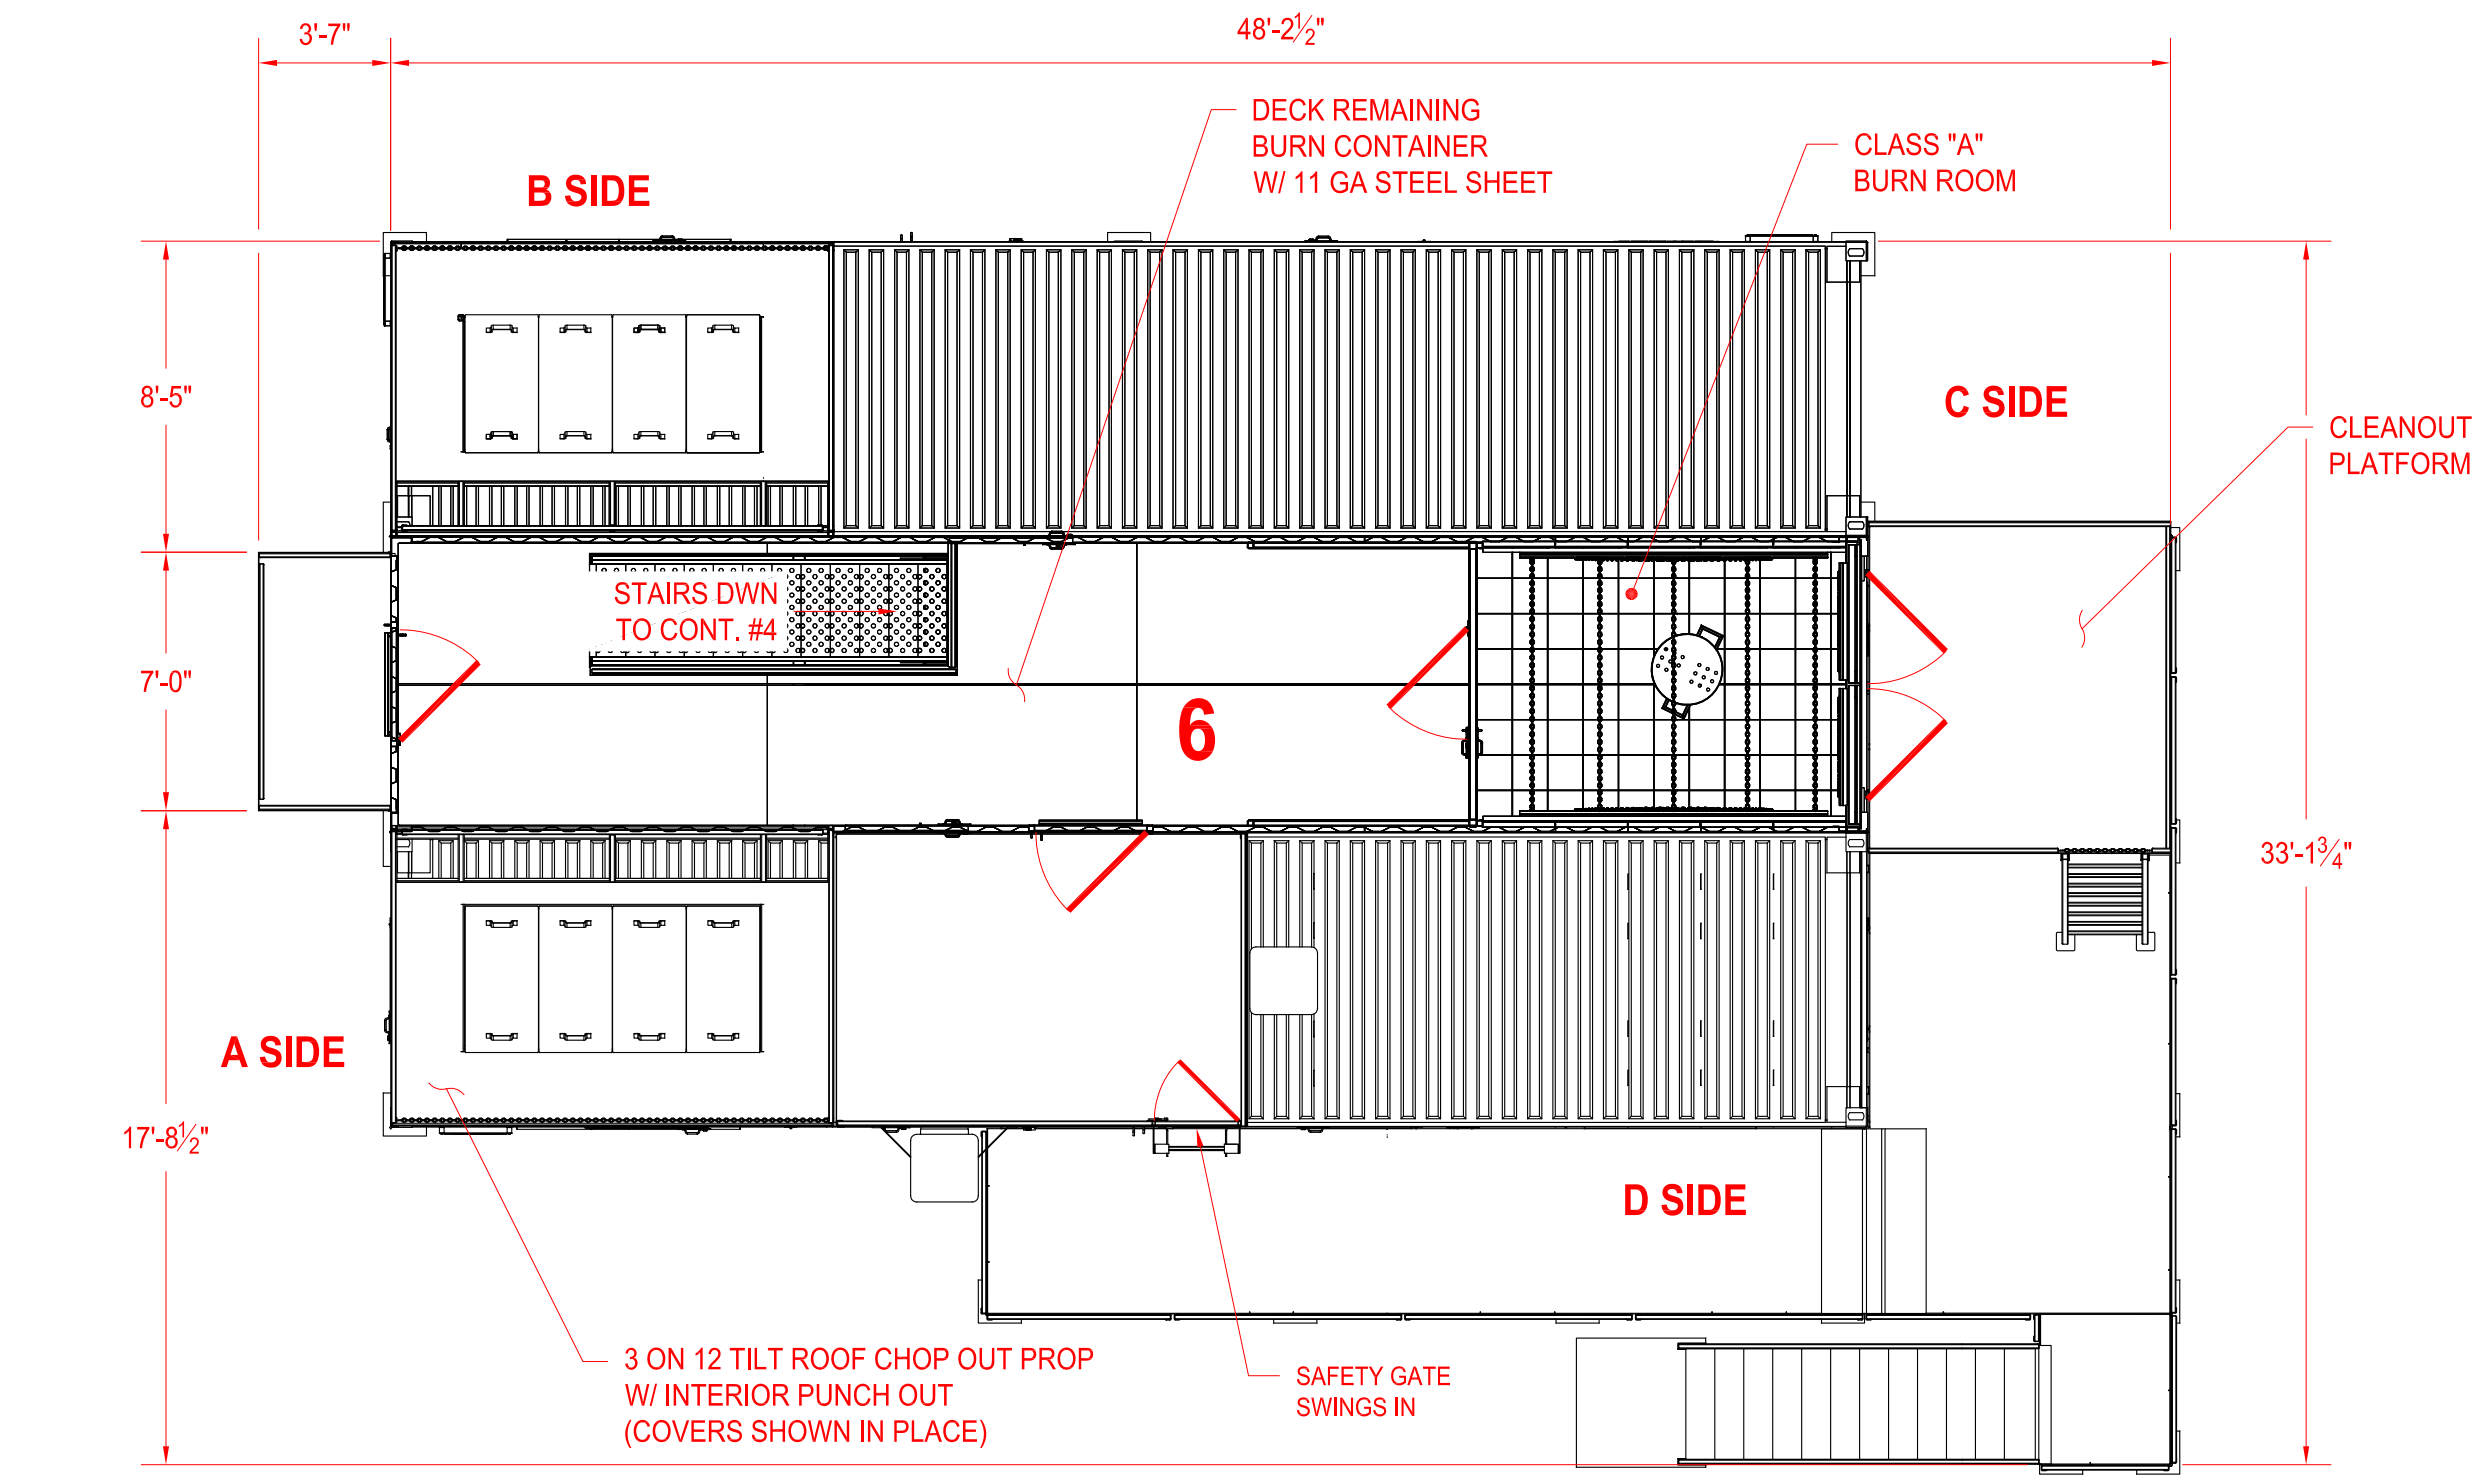 3'-7"
48'-2½"
DECK REMAINING
BURN CONTAINER
W/ 11 GA STEEL SHEET
CLASS "A"
BURN ROOM
B SIDE
8'-5"
C SIDE
CLEANOUT
PLATFORM
STAIRS DWN
TO CONT. #4
7'-0"
6
33'-1¾"
A SIDE
17'-8½"
D SIDE
3 ON 12 TILT ROOF CHOP OUT PROP
W/ INTERIOR PUNCH OUT
(COVERS SHOWN IN PLACE)
SAFETY GATE
SWINGS IN